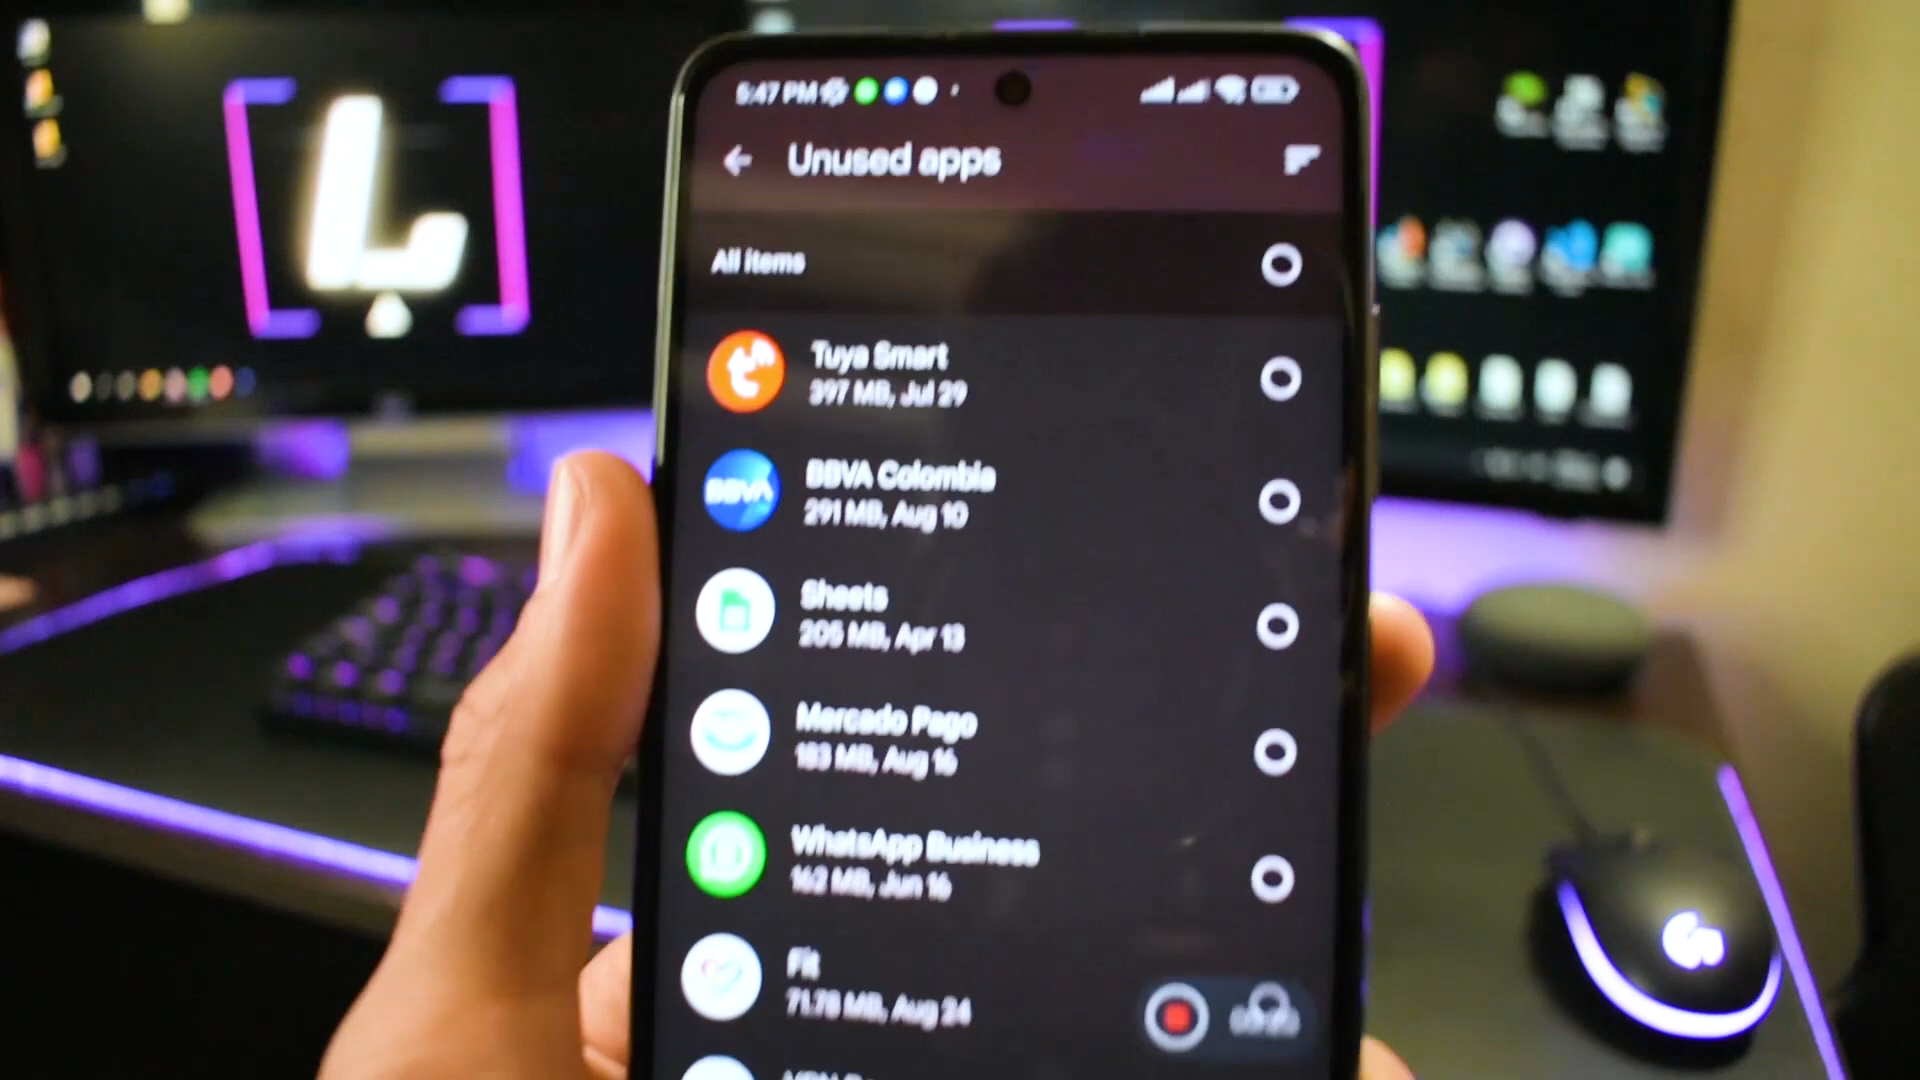 5:47 PM
Unused apps
All items
Tuya Smart
397 MB, Jul 29
BBVA
BBVA Colombia
291 MB, Aug 10
Sheets
205 MB, Apr 13
Mercado Pago
183 MB, Aug 16
WhatsApp Business
162 MB, Jun 16
Fit
71.78 MB, Aug 24
L
G